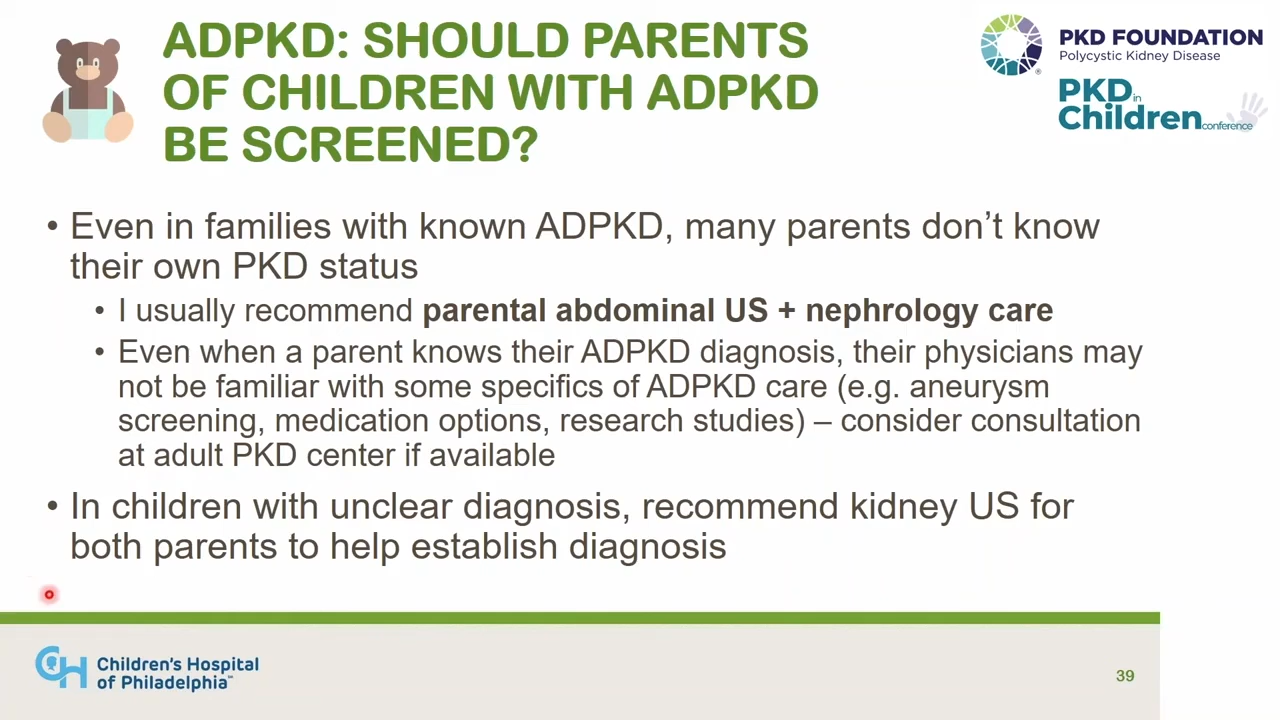 ADPKD: SHOULD PARENTS
OF CHILDREN WITH ADPKD
BE SCREENED?
PKD FOUNDATION
Polycystic Kidney Disease
PKD in
Children conference
• Even in families with known ADPKD, many parents don’t know
their own PKD status
• I usually recommend parental abdominal US + nephrology care
• Even when a parent knows their ADPKD diagnosis, their physicians may
not be familiar with some specifics of ADPKD care (e.g. aneurysm
screening, medication options, research studies) – consider consultation
at adult PKD center if available
• In children with unclear diagnosis, recommend kidney US for
both parents to help establish diagnosis
CH Children’s Hospital
of Philadelphia™
39